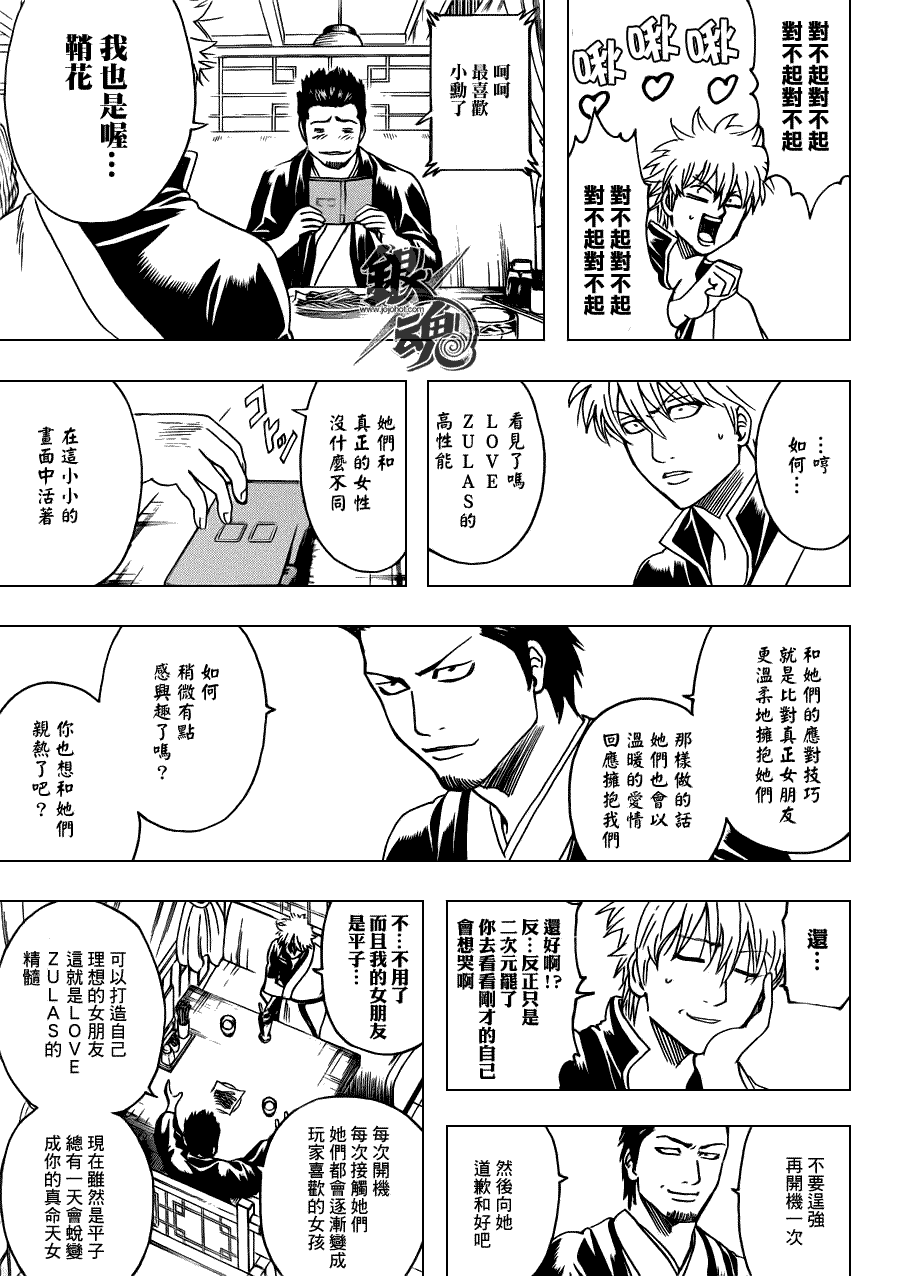 對不起對不起
對不起對不起
啾
啾
啾
對不起對不起
對不起對不起
呵呵
最喜歡
小勳了
我也是喔…
鞘花
銀魂
www.jojohot.com
…哼
如何…
看見了嗎
LOVE
ZULAS的
高性能
她們和
真正的女性
沒什麼不同
コトッ
在這小小的
畫面中活著
和她們的應對技巧
就是比對真正女朋友
更溫柔地擁抱她們
那樣做的話
她們也會以
溫暖的愛情
回應擁抱我們
如何
稍微有點
感興趣了嗎？
你也想和她們
親熱了吧？
還…
還好啊!?
反…反正只是
二次元罷了
你去看看剛才的自己
會想哭啊
不要逞強
再開機一次
然後向她
道歉和好吧
不…不用了
而且我的女朋友
是平子…
可以打造自己
理想的女朋友
這就是LOVE
ZULAS的
精髓
每次開機
每次接觸她們
她們都會逐漸變成
玩家喜歡的女孩
現在雖然是平子
總有一天會蛻變
成你的真命天女